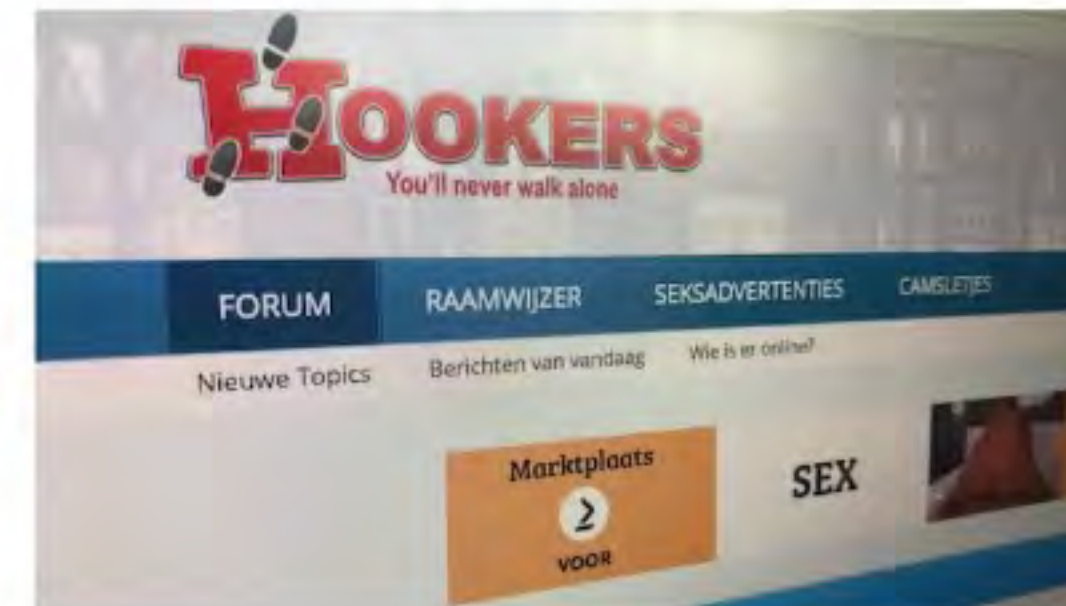 HOOKERS
You'll never walk alone
FORUM RAAMWIJZER SEKSADVERTENTIES CAMSLETJES
Nieuwe Topics Berichten van vandaag Wie is er online?
Marktplaats
VOOR
SEX